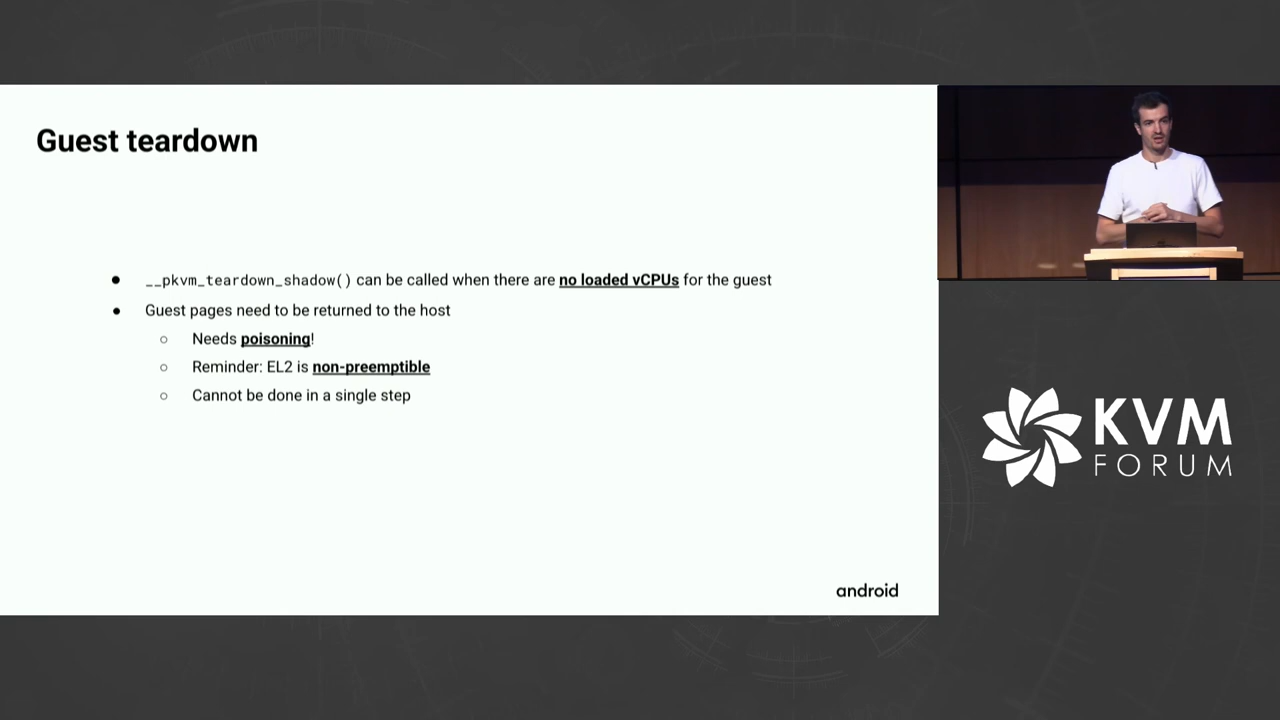 Guest teardown
● __pkvm_teardown_shadow() can be called when there are no loaded vCPUs for the guest
● Guest pages need to be returned to the host
○ Needs poisoning!
○ Reminder: EL2 is non-preemptible
○ Cannot be done in a single step
android
KVM
FORUM